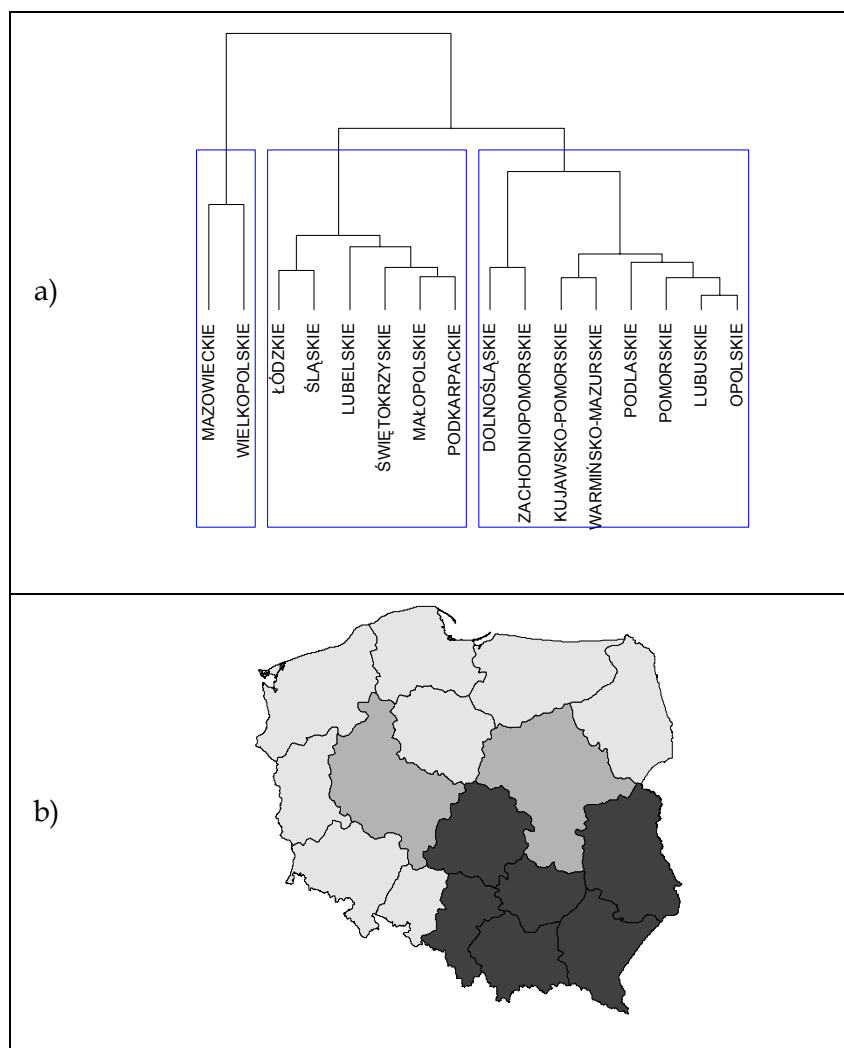 a)
MAZOWIECKIE
WIELKOPOLSKIE
ŁÓDZKIE
ŚLĄSKIE
LUBELSKIE
ŚWIĘTOKRZYSKIE
MAŁOPOLSKIE
PODKARPACKIE
DOLNOŚLĄSKIE
ZACHODNIOPOMORSKIE
KUJAWSKO-POMORSKIE
WARMIŃSKO-MAZURSKIE
PODLASKIE
POMORSKIE
LUBUSKIE
OPOLSKIE
b)